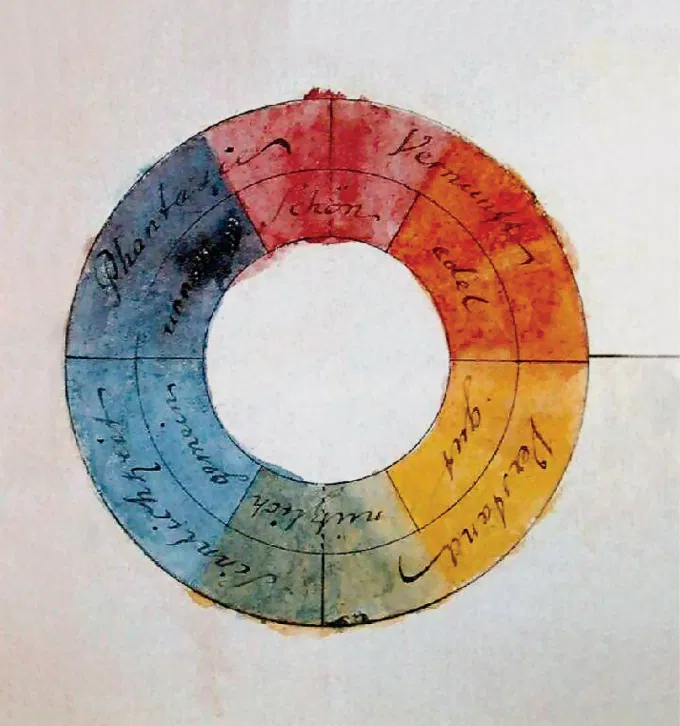 Phantasie
Vernunft
Verstand
Sinnlichkeit
schön
edel
gut
nützlich
gemein